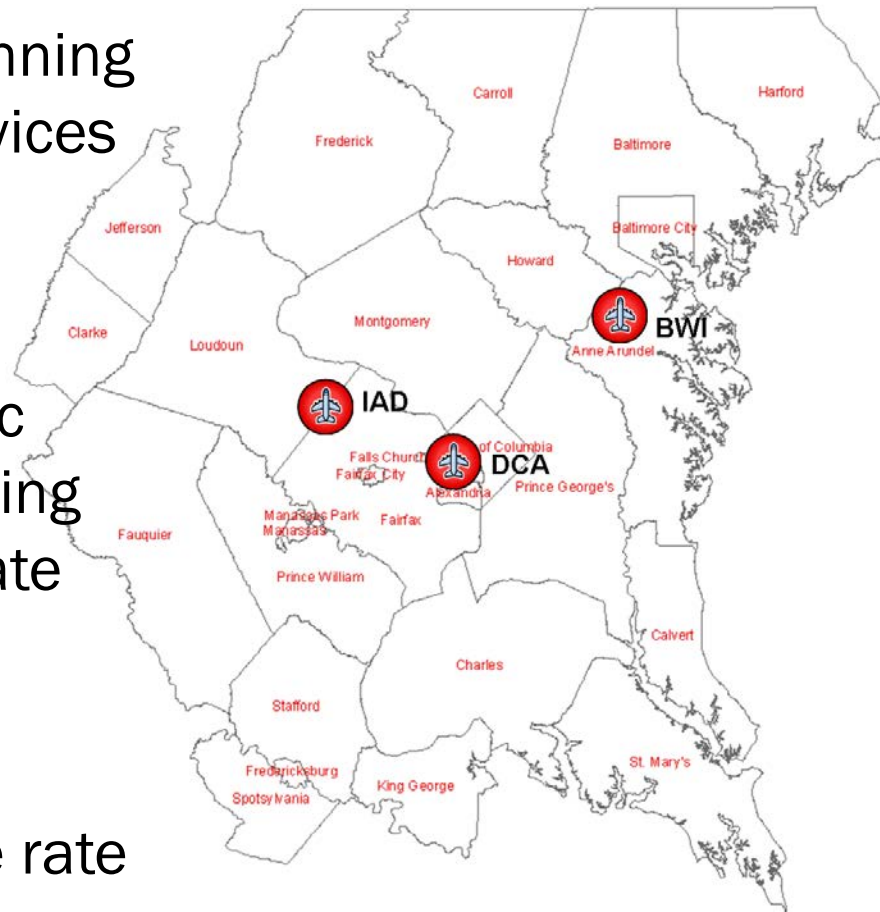 nning
vices
c
ing
ate
e rate
Carroll
Harford
Frederick
Baltimore
Jefferson
Baltimore City
Howard
Clarke
Montgomery
Loudoun
BWI
Anne Arundel
IAD
of Columbia
Falls Church
DCA
Fairfax City
Prince George's
Alexandria
Manassas Park
Fairfax
Manassas
Fauquier
Prince William
Calvert
Charles
Stafford
St. Mary's
Fredericksburg
King George
Spotsylvania